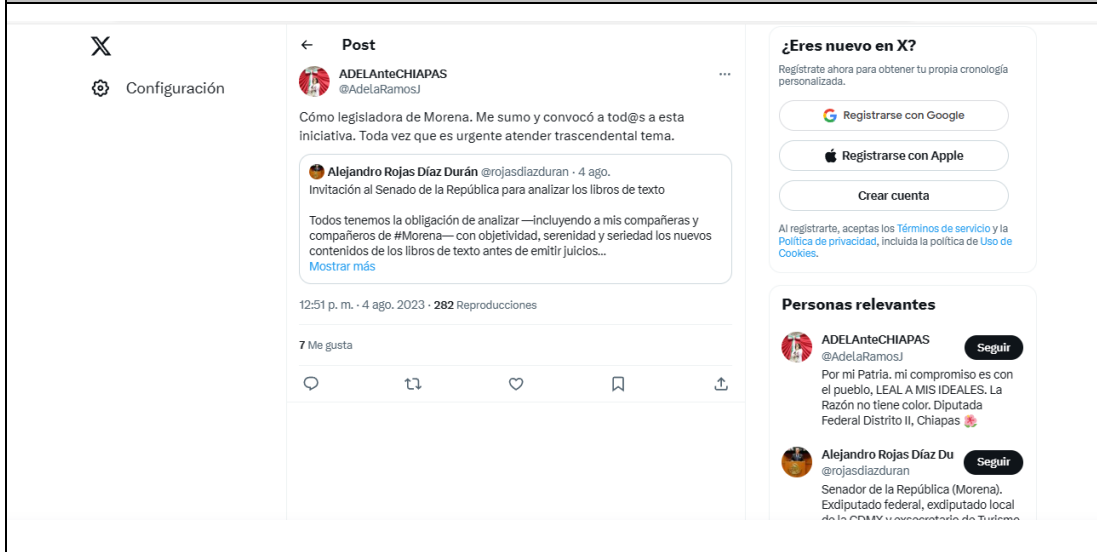 Configuración
Post
ADELAnteCHIAPAS
@AdelaRamosJ
Cómo legisladora de Morena. Me sumo y convocó a tod@s a esta
iniciativa. Toda vez que es urgente atender trascendental tema.
Alejandro Rojas Díaz Durán @rojasdiazduran · 4 ago.
Invitación al Senado de la República para analizar los libros de texto
Todos tenemos la obligación de analizar —incluyendo a mis compañeras y
compañeros de #Morena— con objetividad, serenidad y seriedad los nuevos
contenidos de los libros de texto antes de emitir juicios...
Mostrar más
12:51 p. m. · 4 ago. 2023 · 282 Reproducciones
7 Me gusta
¿Eres nuevo en X?
Regístrate ahora para obtener tu propia cronología
personalizada.
Registrarse con Google
Registrarse con Apple
Crear cuenta
Al registrarte, aceptas los Términos de servicio y la
Política de privacidad, incluida la política de Uso de
Cookies.
Personas relevantes
ADELAnteCHIAPAS
@AdelaRamosJ
Seguir
Por mi Patria. mi compromiso es con
el pueblo, LEAL A MIS IDEALES. La
Razón no tiene color. Diputada
Federal Distrito II, Chiapas 🌺
Alejandro Rojas Díaz Du
@rojasdiazduran
Seguir
Senador de la República (Morena).
Exdiputado federal, exdiputado local
de la CDMX y exsecretario de Turismo